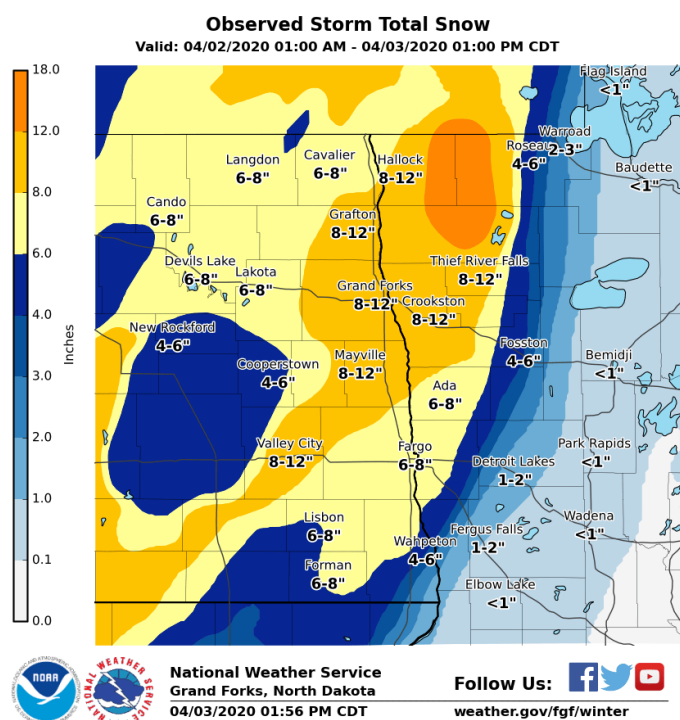 Observed Storm Total Snow
Valid: 04/02/2020 01:00 AM - 04/03/2020 01:00 PM CDT
18.0
12.0
8.0
6.0
4.0
3.0
2.0
1.0
0.1
0.0
Inches
Flag Island
<1"
Warroad
2-3"
Roseau
4-6"
Baudette
<1"
Langdon
6-8"
Cavalier
6-8"
Hallock
8-12"
Cando
6-8"
Grafton
8-12"
Devils Lake
6-8"
Lakota
6-8"
Thief River Falls
8-12"
Grand Forks
8-12"
Crookston
8-12"
New Rockford
4-6"
Cooperstown
4-6"
Mayville
8-12"
Fosston
4-6"
Bemidji
<1"
Ada
6-8"
Valley City
8-12"
Fargo
6-8"
Detroit Lakes
1-2"
Park Rapids
<1"
Lisbon
6-8"
Wahpeton
4-6"
Fergus Falls
1-2"
Wadena
<1"
Forman
6-8"
Elbow Lake
<1"
NOAA
NATIONAL WEATHER SERVICE
National Weather Service
Grand Forks, North Dakota
04/03/2020 01:56 PM CDT
Follow Us:
weather.gov/fgf/winter